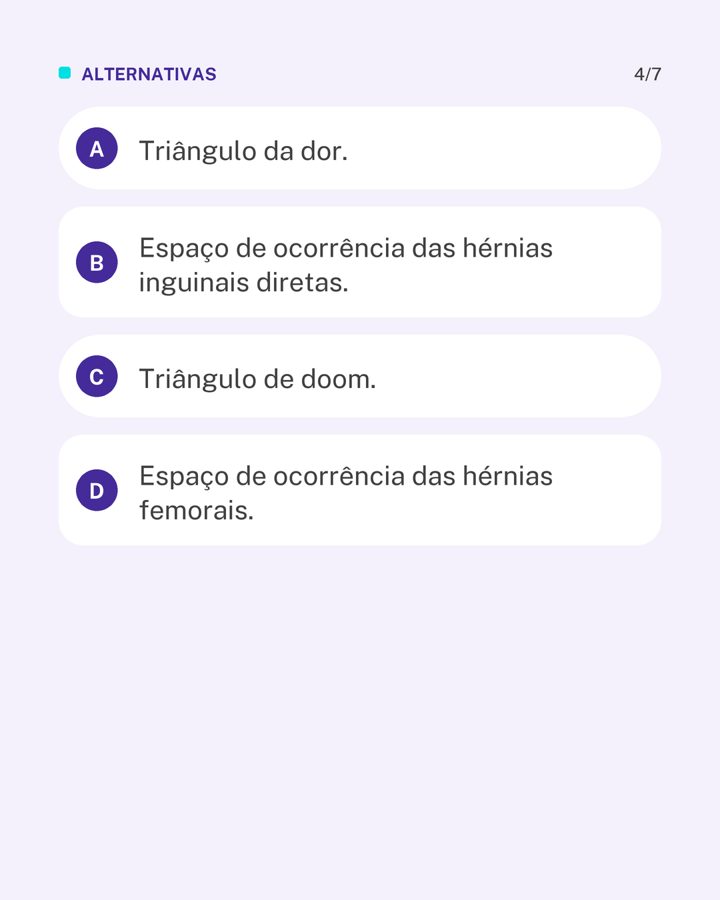 ALTERNATIVAS
4/7
A
Triângulo da dor.
B
Espaço de ocorrência das hérnias
inguinais diretas.
C
Triângulo de doom.
D
Espaço de ocorrência das hérnias
femorais.